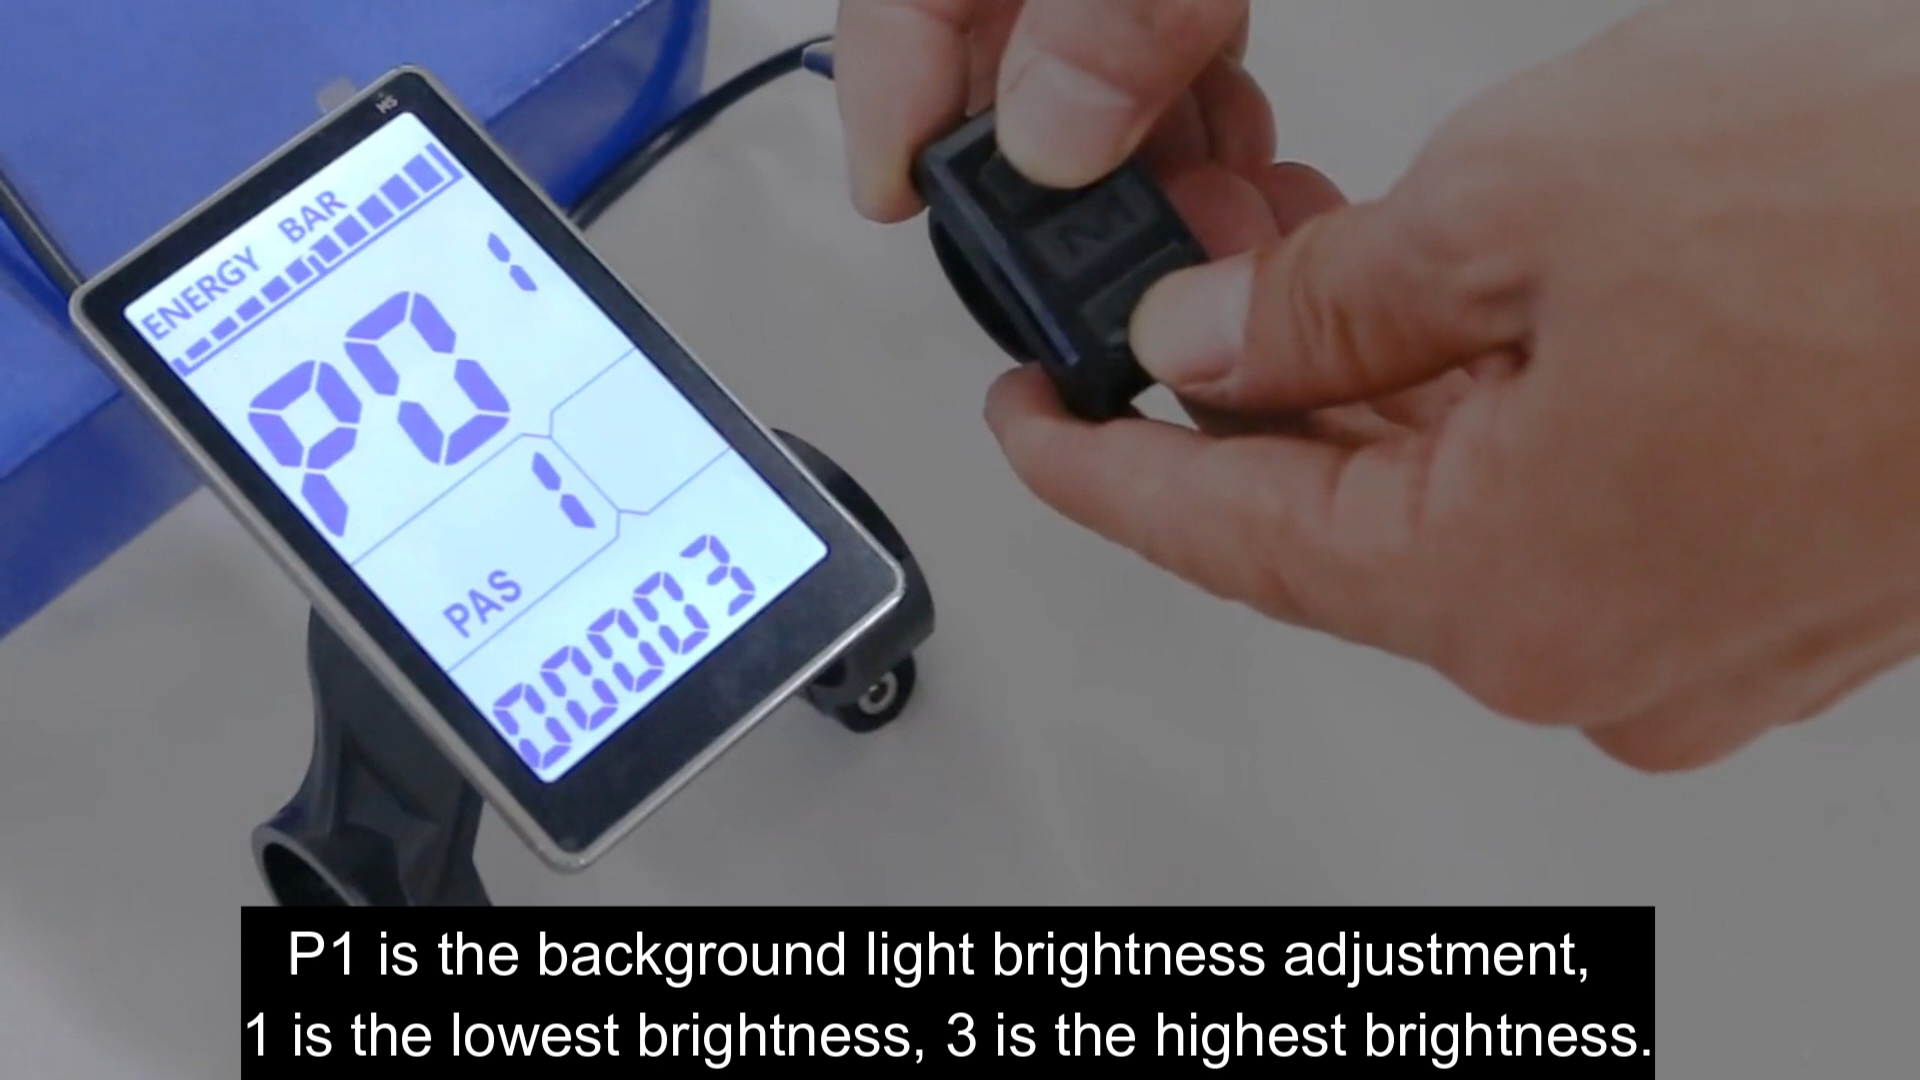 M5
ENERGY BAR
P0 1
1
PAS
00003
M
P1 is the background light brightness adjustment,
1 is the lowest brightness, 3 is the highest brightness.